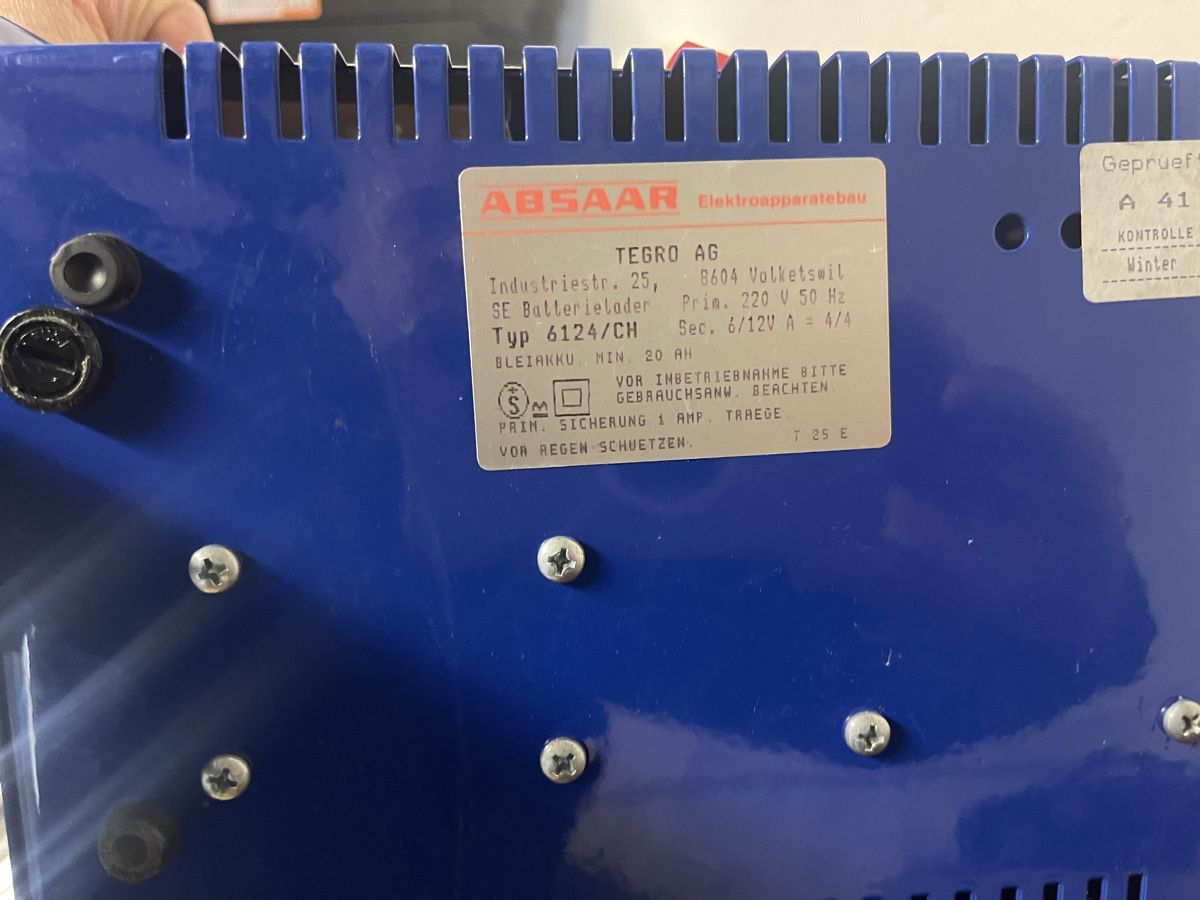 ABSAAR Elektroapparatebau
TEGRO AG
Industriestr. 25, 8604 Volketswil
SE Batterielader Prim. 220 V 50 Hz
Typ 6124/CH Sec. 6/12V A = 4/4
BLEIAKKU. MIN. 20 AH
VOR INBETRIEBNAHME BITTE
GEBRAUCHSANW. BEACHTEN.
PRIM. SICHERUNG 1 AMP. TRAEGE.
VOR REGEN SCHUETZEN. T 25 E
Geprueft
A 41
KONTROLLE
Winter